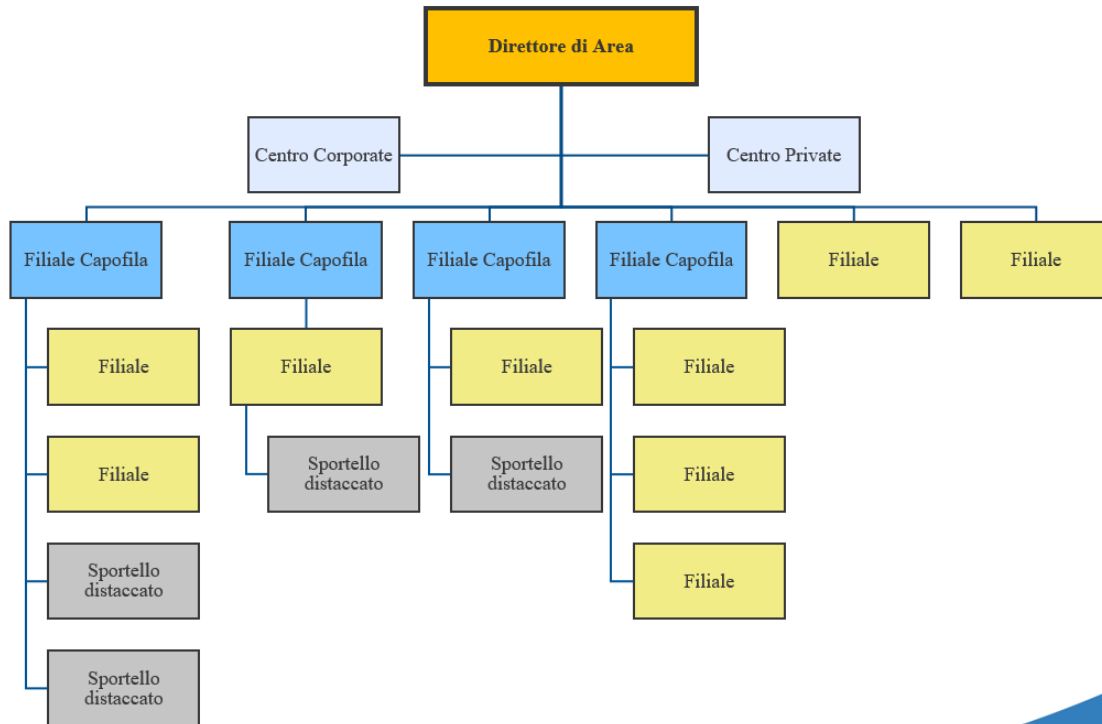 Direttore di Area
Centro Corporate
Centro Private
Filiale Capofila
Filiale Capofila
Filiale Capofila
Filiale Capofila
Filiale
Filiale
Filiale
Filiale
Filiale
Filiale
Filiale
Sportello
distaccato
Sportello
distaccato
Filiale
Sportello
distaccato
Filiale
Sportello
distaccato